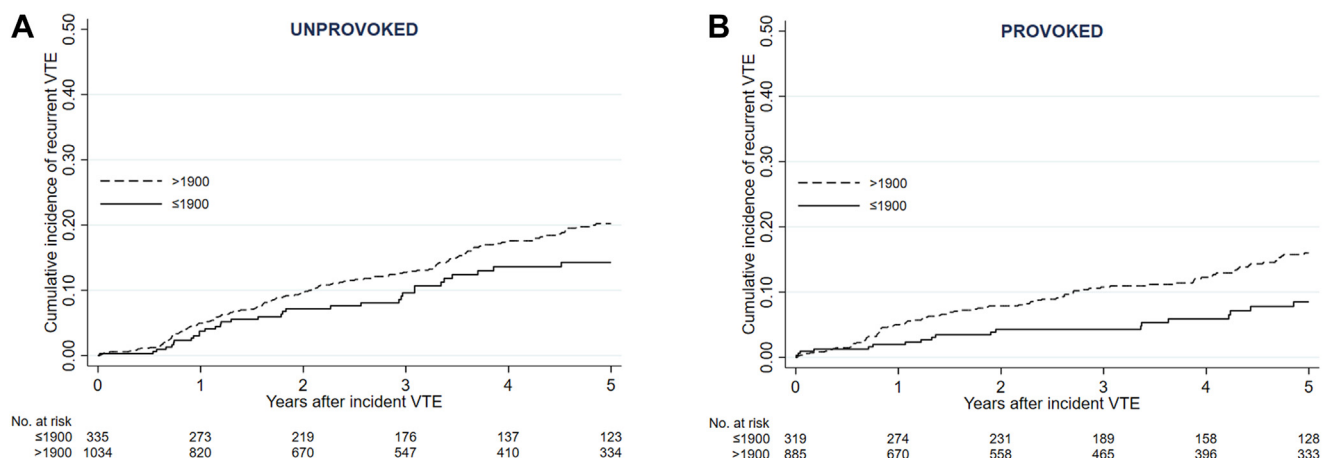 A
UNPROVOKED
Cumulative incidence of recurrent VTE
0.50
0.40
0.30
0.20
0.10
0.00
>1900
≤1900
0 1 2 3 4 5
Years after incident VTE
No. at risk
≤1900 335 273 219 176 137 123
>1900 1034 820 670 547 410 334
B
PROVOKED
Cumulative incidence of recurrent VTE
0.50
0.40
0.30
0.20
0.10
0.00
>1900
≤1900
0 1 2 3 4 5
Years after incident VTE
No. at risk
≤1900 319 274 231 189 158 128
>1900 885 670 558 465 396 333